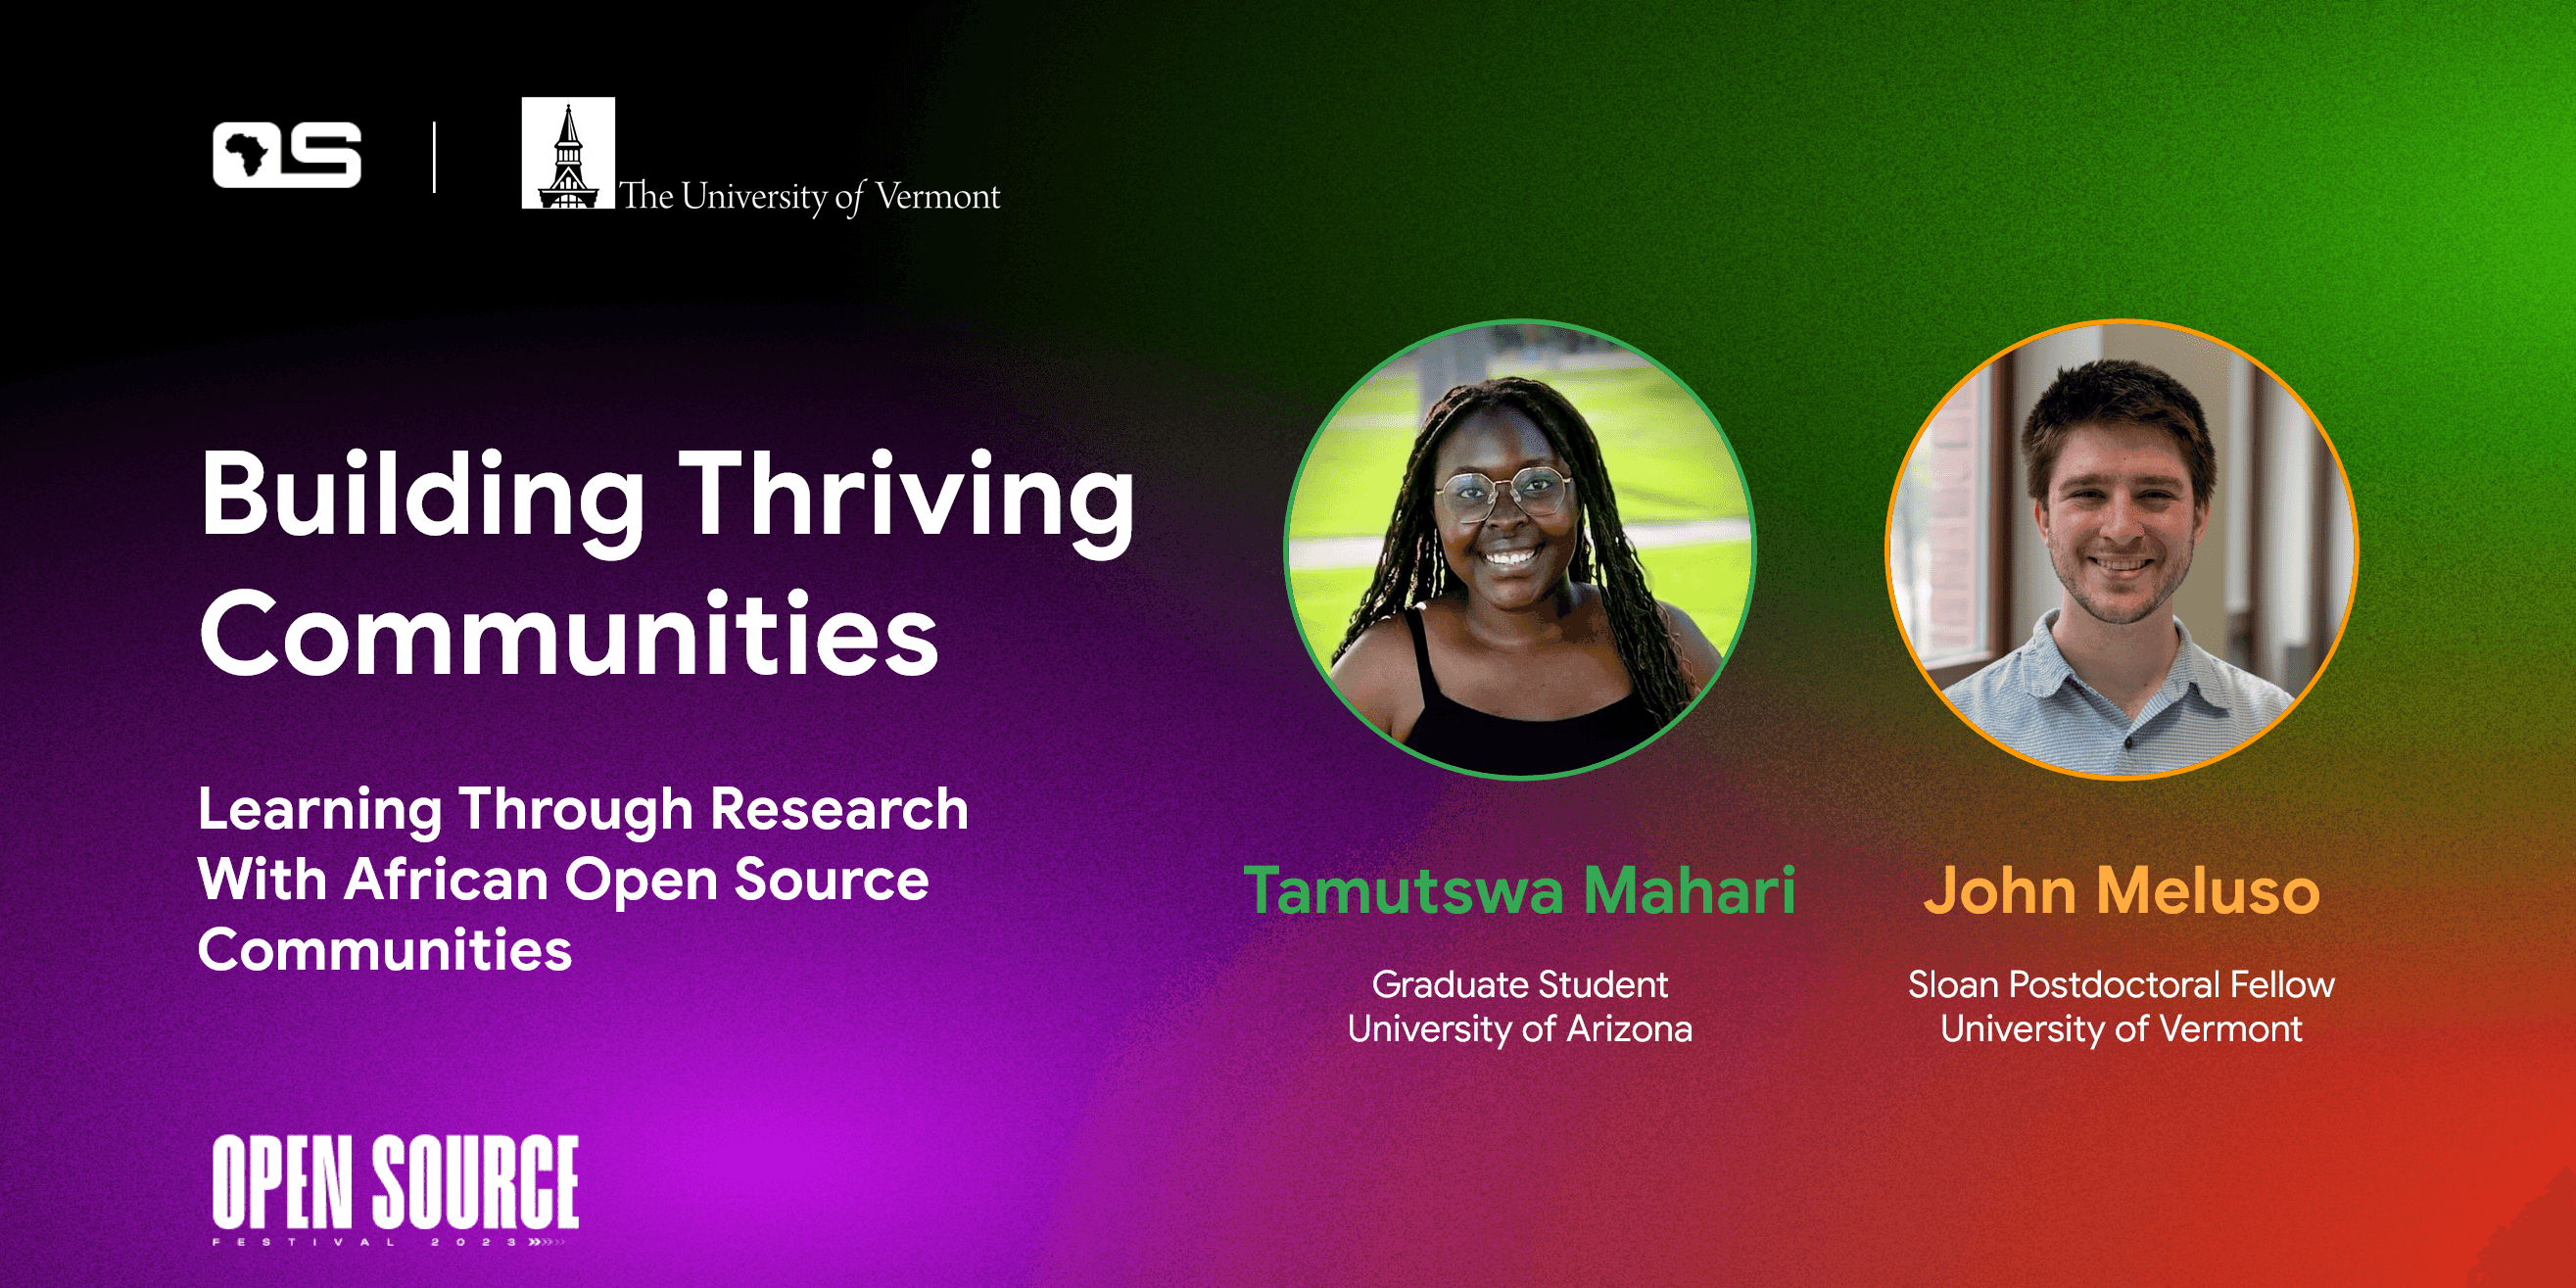 OS
The University of Vermont
Building Thriving
Communities
Learning Through Research
With African Open Source
Communities
Tamutswa Mahari
Graduate Student
University of Arizona
John Meluso
Sloan Postdoctoral Fellow
University of Vermont
OPEN SOURCE
FESTIVAL 2023